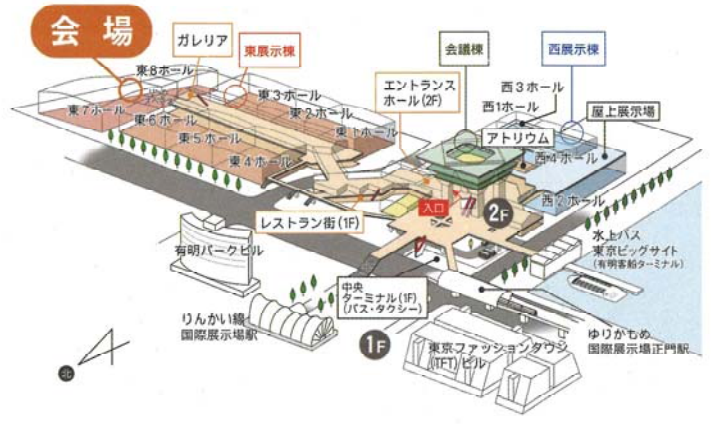 会場
ガレリア
東展示棟
会議棟
西展示棟
東8ホール
東7ホール
東6ホール
東5ホール
東4ホール
東3ホール
東2ホール
東1ホール
エントランス
ホール(2F)
西3ホール
西1ホール
屋上展示場
アトリウム
西4ホール
西2ホール
入口
2F
レストラン街(1F)
有明パークビル
水上バス
東京ビッグサイト
(有明客船ターミナル)
中央
ターミナル(1F)
(バス・タクシー)
りんかい線
国際展示場駅
1F
東京ファッションタウン
(TFT)ビル
ゆりかもめ
国際展示場正門駅
北